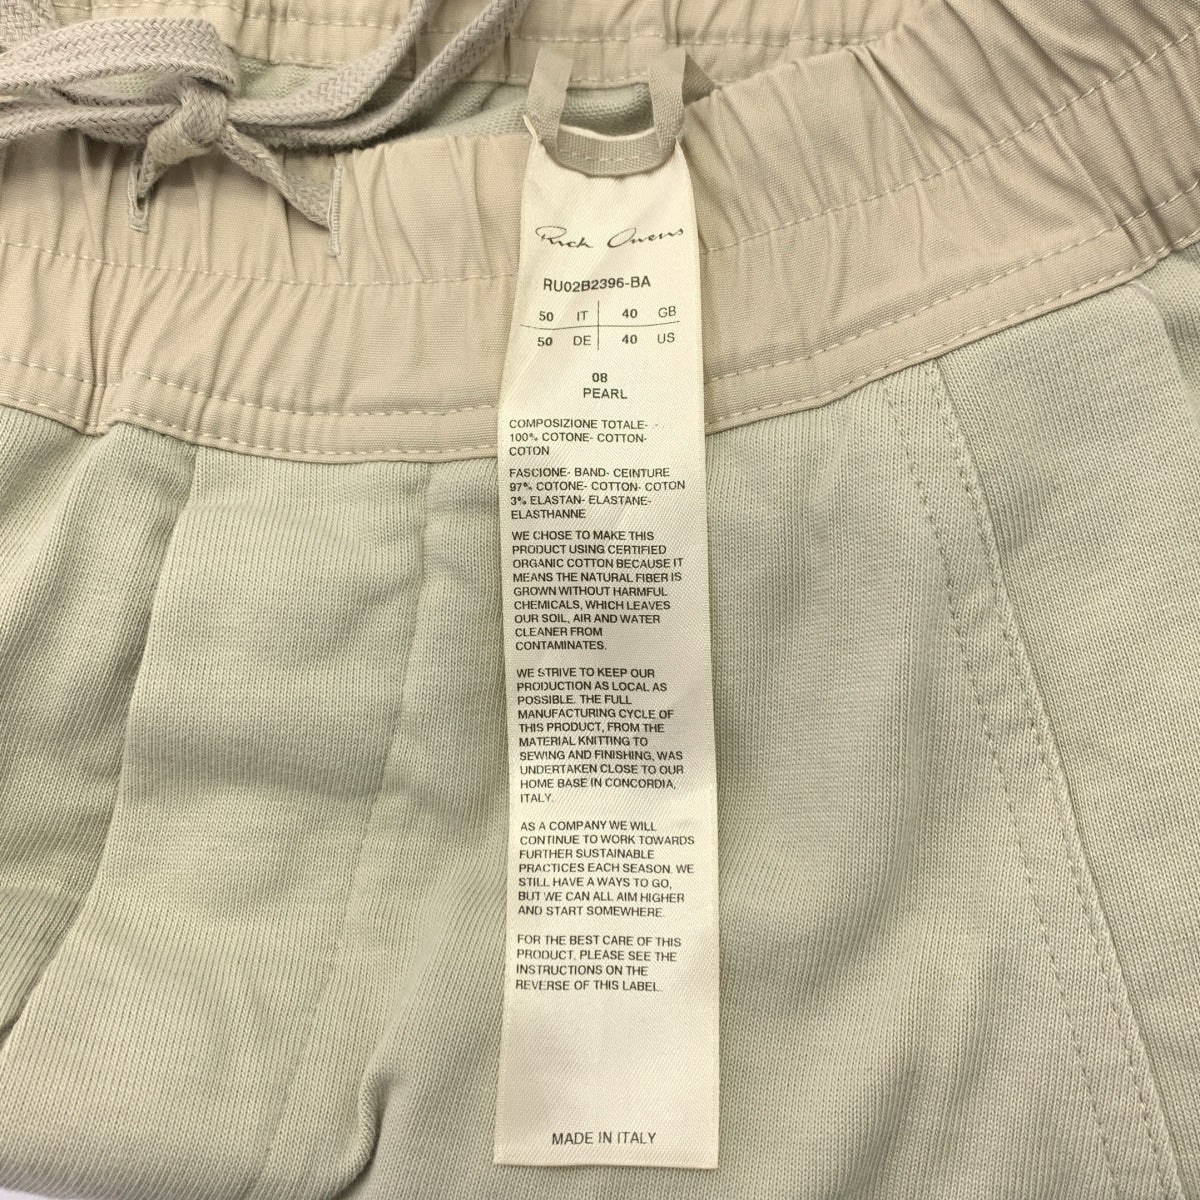 Rick Owens
RU02B2396-BA
50 IT 40 GB
50 DE 40 US
08
PEARL
COMPOSIZIONE TOTALE-
100% COTONE- COTTON-
COTON
FASCIONE- BAND- CEINTURE
97% COTONE- COTTON- COTON
3% ELASTAN- ELASTANE-
ELASTHANNE
WE CHOSE TO MAKE THIS
PRODUCT USING CERTIFIED
ORGANIC COTTON BECAUSE IT
MEANS THE NATURAL FIBER IS
GROWN WITHOUT HARMFUL
CHEMICALS, WHICH LEAVES
OUR SOIL, AIR AND WATER
CLEANER FROM
CONTAMINATES.
WE STRIVE TO KEEP OUR
PRODUCTION AS LOCAL AS
POSSIBLE. THE FULL
MANUFACTURING CYCLE OF
THIS PRODUCT, FROM THE
MATERIAL KNITTING TO
SEWING AND FINISHING, WAS
UNDERTAKEN CLOSE TO OUR
HOME BASE IN CONCORDIA,
ITALY.
AS A COMPANY WE WILL
CONTINUE TO WORK TOWARDS
FURTHER SUSTAINABLE
PRACTICES EACH SEASON. WE
STILL HAVE A WAYS TO GO,
BUT WE CAN ALL AIM HIGHER
AND START SOMEWHERE.
FOR THE BEST CARE OF THIS
PRODUCT, PLEASE SEE THE
INSTRUCTIONS ON THE
REVERSE OF THIS LABEL.
MADE IN ITALY